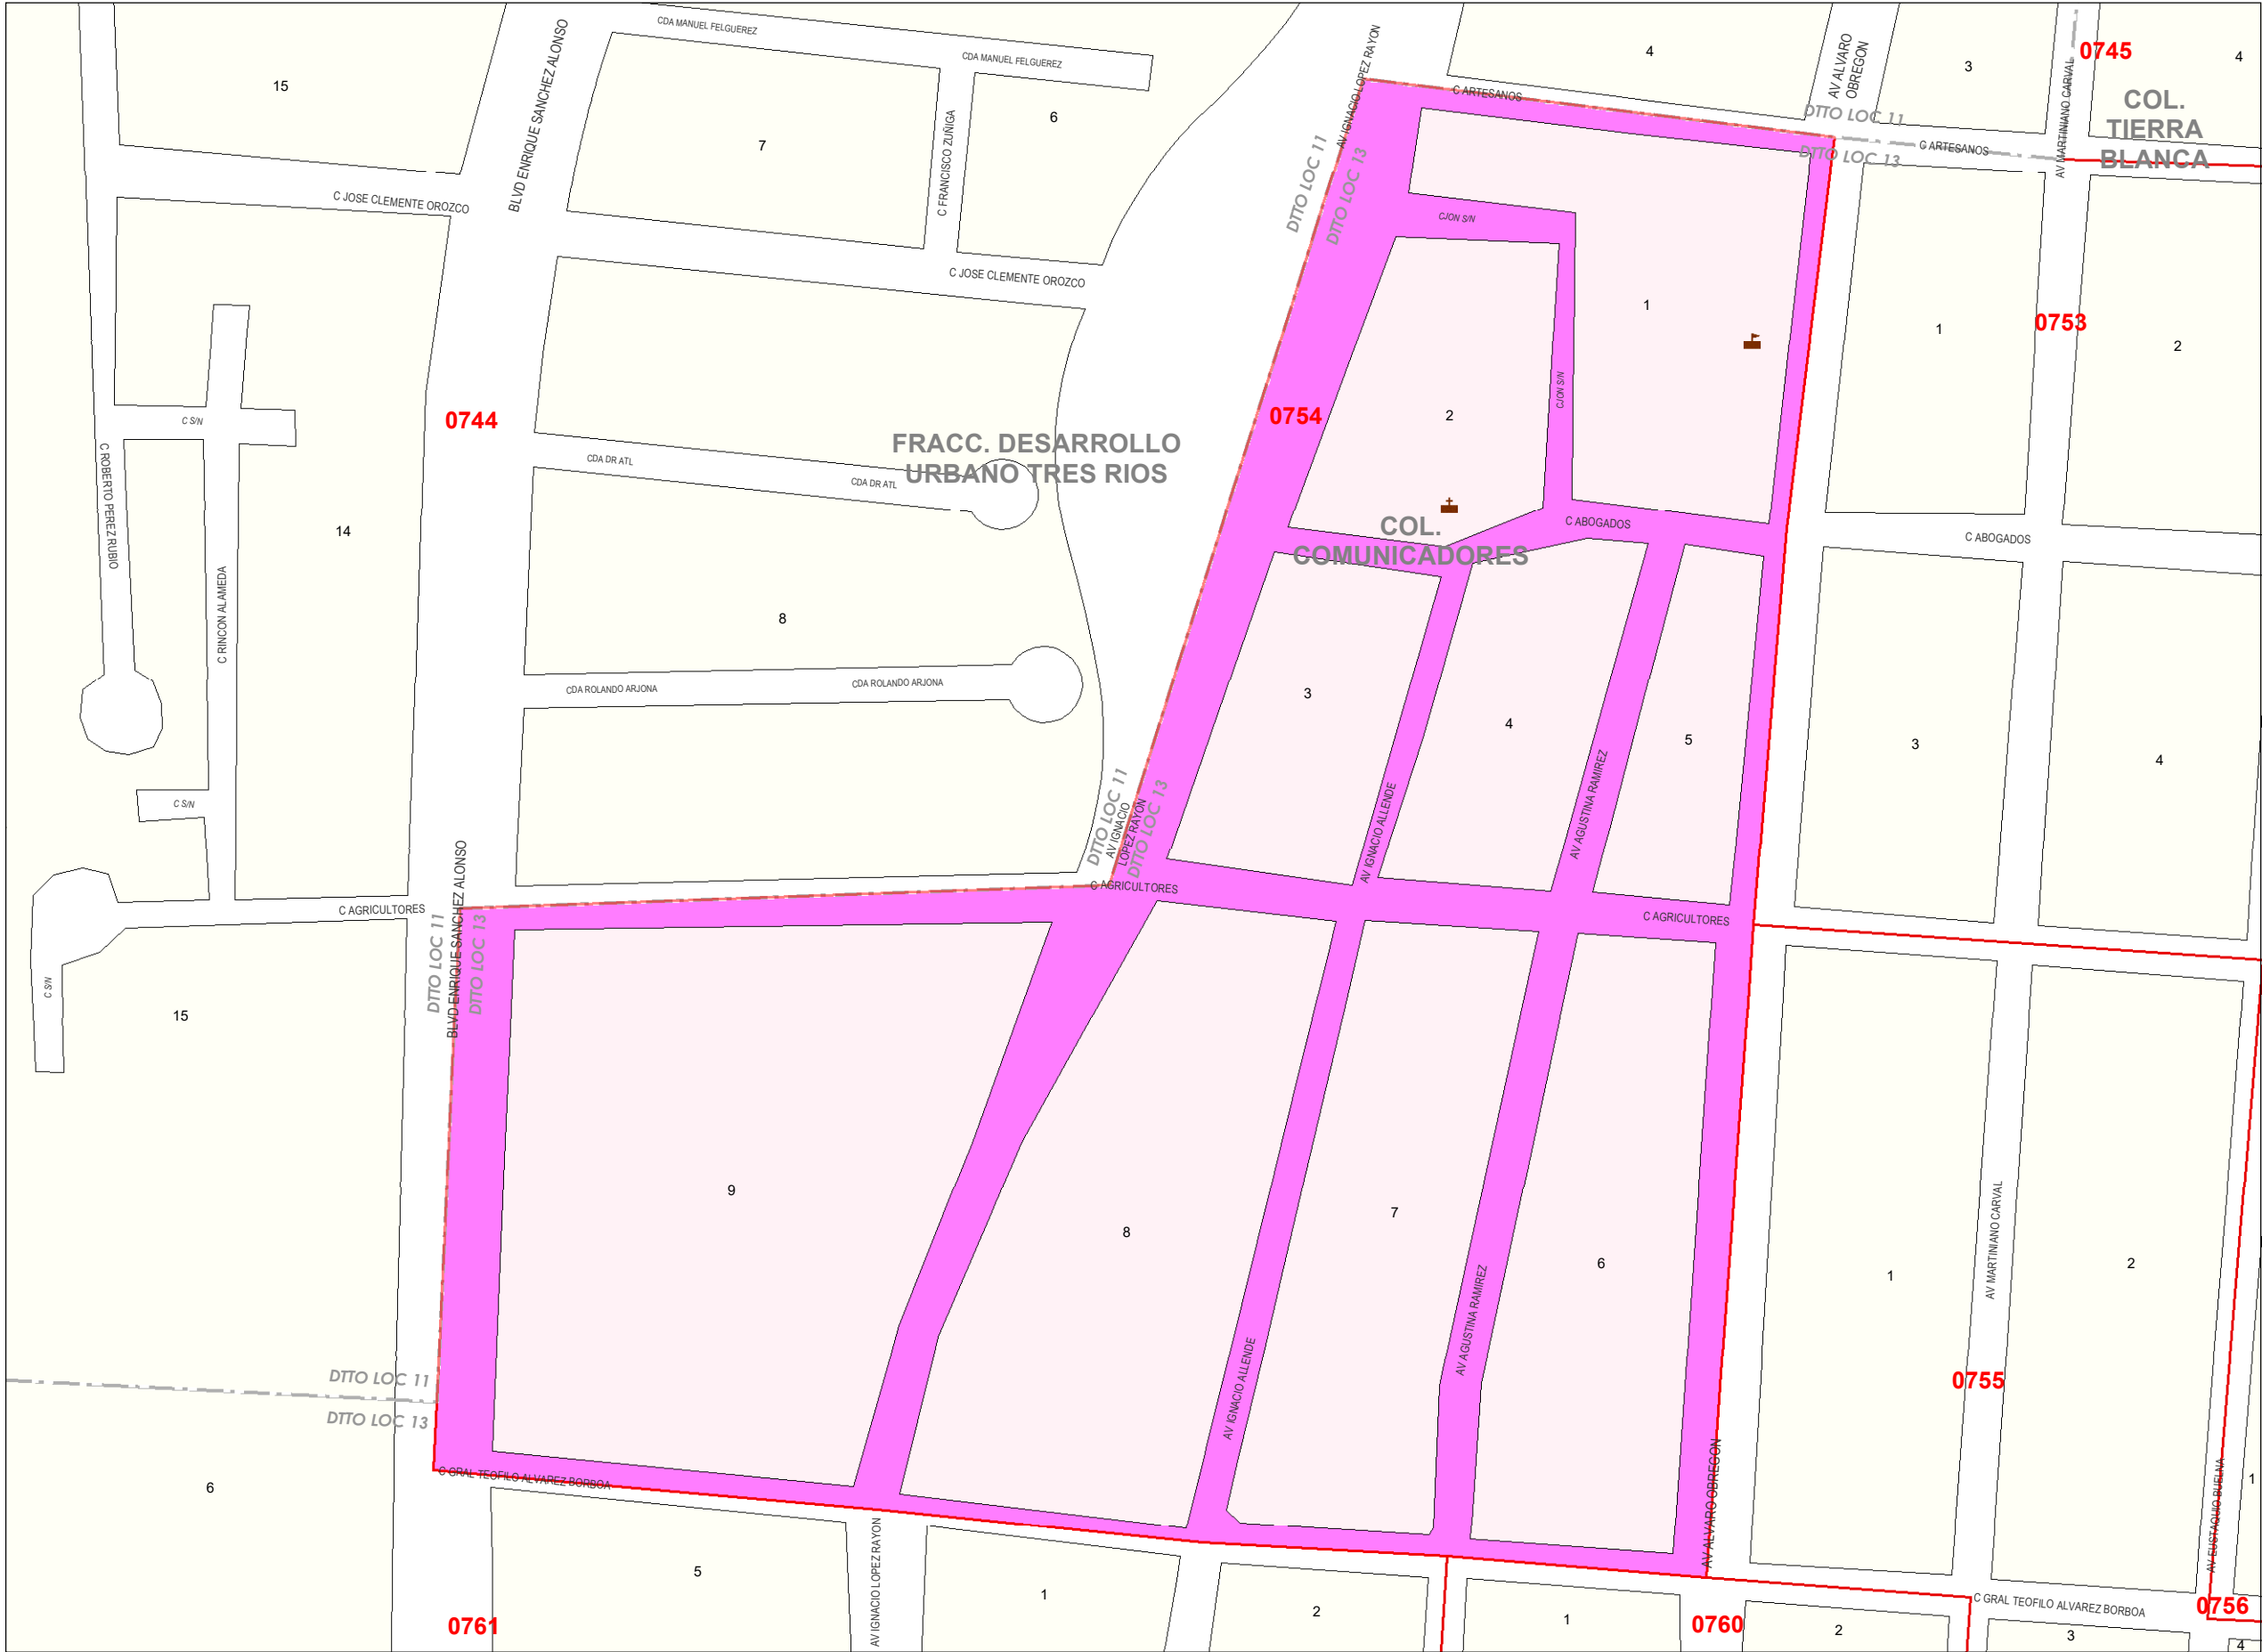 CDA MANUEL FELGUEREZ
CDA MANUEL FELGUEREZ
BLVD ENRIQUE SANCHEZ ALONSO
15
7
6
C FRANCISCO ZUÑIGA
AV IGNACIO LOPEZ RAYON
4
AV ALVARO
OBREGON
3
0745
4
COL.
TIERRA
BLANCA
AV MARTINIANO CARVAL
C ARTESANOS
DTTO LOC 11
DTTO LOC 13
C ARTESANOS
DTTO LOC 11
DTTO LOC 13
C JOSE CLEMENTE OROZCO
C JOSE CLEMENTE OROZCO
CJON S/N
CJON S/N
1
2
1
0753
2
0744
0754
C S/N
FRACC. DESARROLLO
URBANO TRES RIOS
CDA DR ATL
CDA DR ATL
C ROBERTO PEREZ RUBIO
14
C RINCON ALAMEDA
COL.
COMUNICADORES
C ABOGADOS
C ABOGADOS
8
CDA ROLANDO ARJONA
CDA ROLANDO ARJONA
3
4
5
3
4
C S/N
AV IGNACIO ALLENDE
AV AGUSTINA RAMIREZ
DTTO LOC 11
AV IGNACIO
LOPEZ RAYON
DTTO LOC 13
C AGRICULTORES
C AGRICULTORES
C AGRICULTORES
DTTO LOC 11
BLVD ENRIQUE SANCHEZ ALONSO
DTTO LOC 13
C S/N
15
9
8
7
6
1
2
AV MARTINIANO CARVAL
AV IGNACIO ALLENDE
AV AGUSTINA RAMIREZ
DTTO LOC 11
DTTO LOC 13
0755
6
C GRAL TEOFILO ALVAREZ BORBOA
AV ALVARO OBREGON
AV EUSTAQUIO BUELNA
1
0761
5
AV IGNACIO LOPEZ RAYON
1
2
1
0760
2
C GRAL TEOFILO ALVAREZ BORBOA
0756
3
4